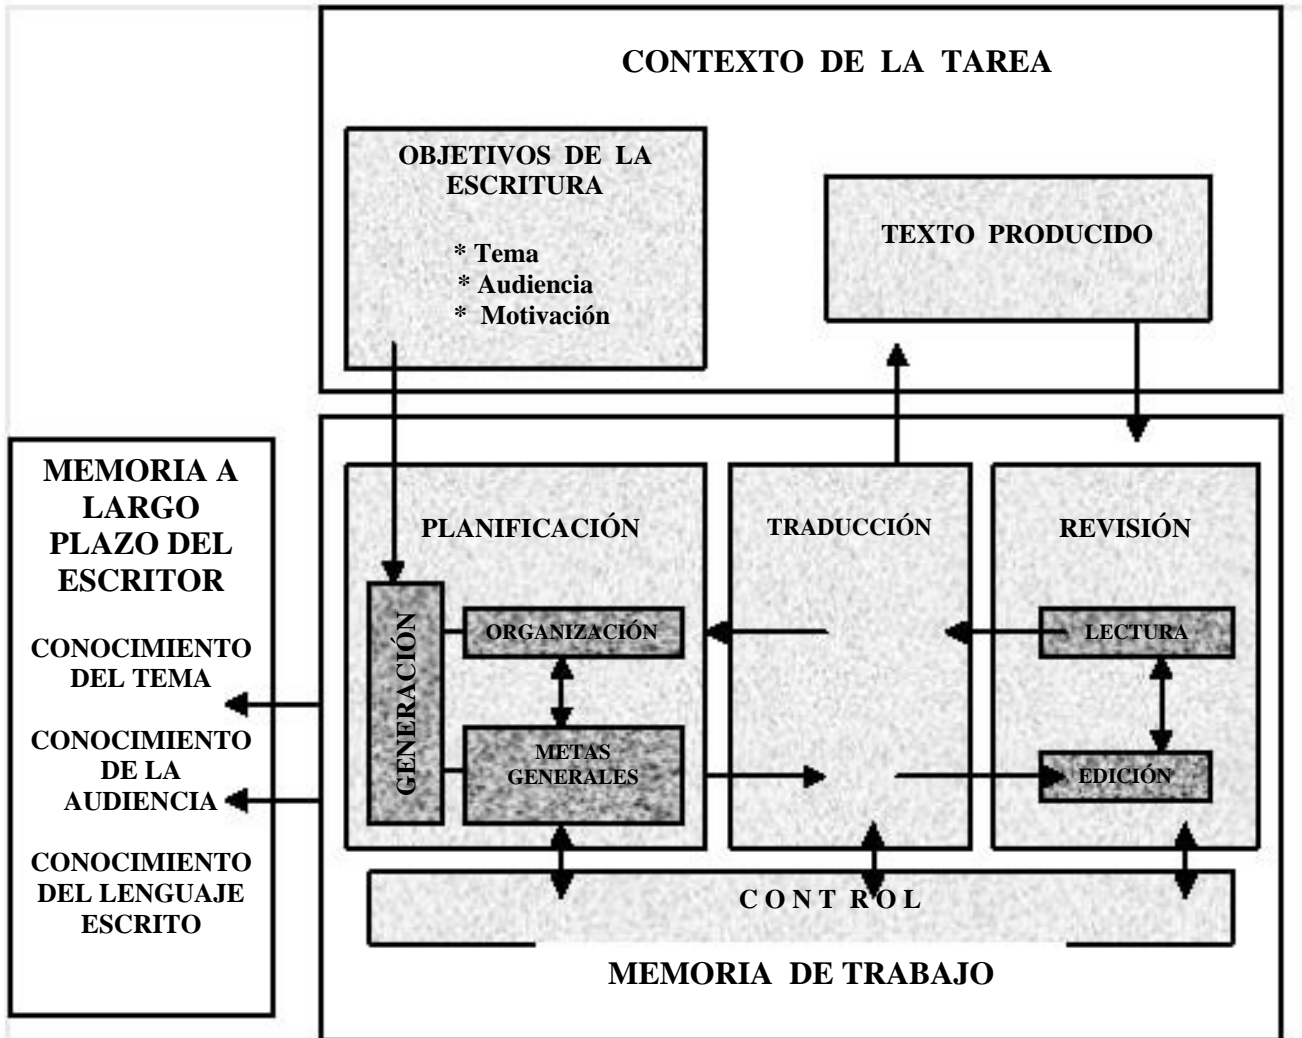 CONTEXTO DE LA TAREA
OBJETIVOS DE LA
ESCRITURA
* Tema
* Audiencia
* Motivación
TEXTO PRODUCIDO
MEMORIA A
LARGO
PLAZO DEL
ESCRITOR
CONOCIMIENTO
DEL TEMA
CONOCIMIENTO
DE LA
AUDIENCIA
CONOCIMIENTO
DEL LENGUAJE
ESCRITO
PLANIFICACIÓN
GENERACIÓN
ORGANIZACIÓN
METAS
GENERALES
TRADUCCIÓN
REVISIÓN
LECTURA
EDICIÓN
C O N T R O L
MEMORIA DE TRABAJO